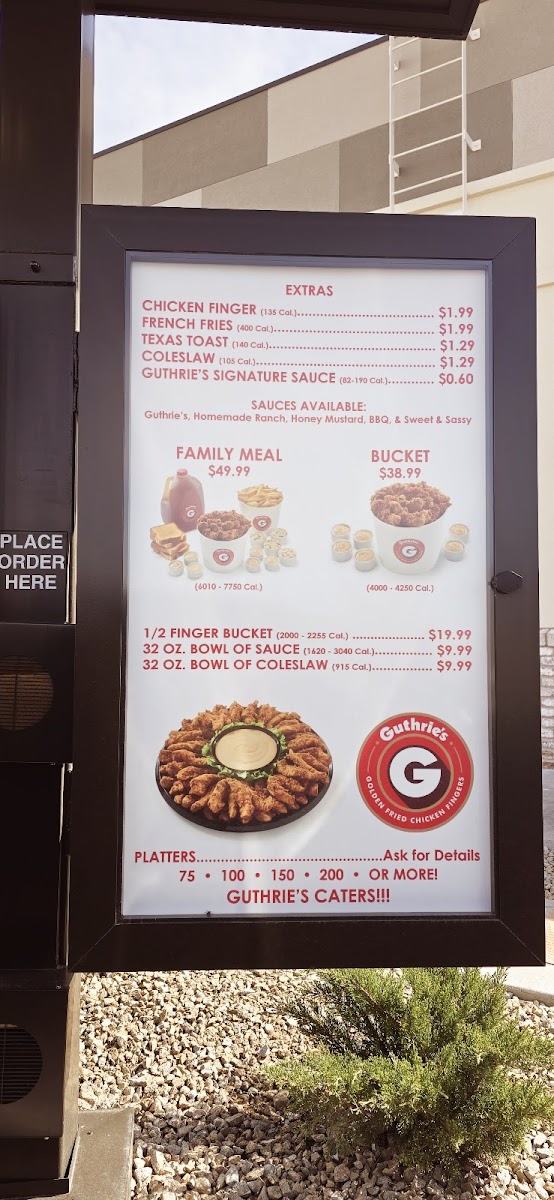 EXTRAS
CHICKEN FINGER (135 Cal.).................................. $1.99
FRENCH FRIES (400 Cal.)........................................ $1.99
TEXAS TOAST (140 Cal.)......................................... $1.29
COLESLAW (105 Cal.)............................................ $1.29
GUTHRIE'S SIGNATURE SAUCE (82-190 Cal.)............ $0.60
SAUCES AVAILABLE:
Guthrie's, Homemade Ranch, Honey Mustard, BBQ, & Sweet & Sassy
FAMILY MEAL
$49.99
(6010 - 7750 Cal.)
BUCKET
$38.99
(4000 - 4250 Cal.)
PLACE
ORDER
HERE
1/2 FINGER BUCKET (2000 - 2255 Cal.) .................. $19.99
32 OZ. BOWL OF SAUCE (1620 - 3040 Cal.).............. $9.99
32 OZ. BOWL OF COLESLAW (915 Cal.)............... $9.99
Guthrie's
G
GOLDEN FRIED CHICKEN FINGERS
PLATTERS.............................................Ask for Details
75 • 100 • 150 • 200 • OR MORE!
GUTHRIE'S CATERS!!!